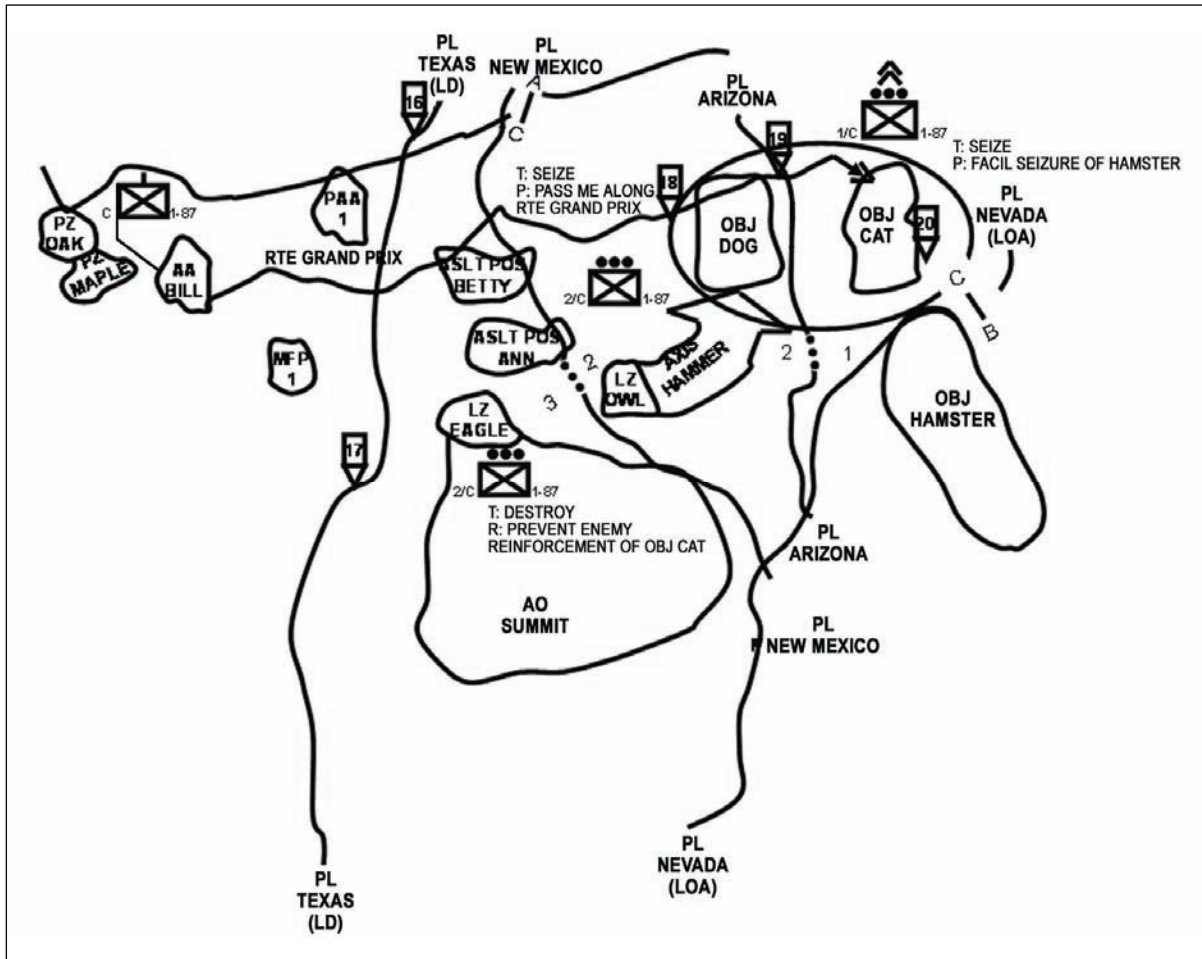 PL
TEXAS
(LD)
PL
NEW MEXICO
A
C
16
PL
ARIZONA
19
1/C
1-87
T: SEIZE
P: FACIL SEIZURE OF HAMSTER
T: SEIZE
P: PASS ME ALONG
RTE GRAND PRIX
18
PL
NEVADA
(LOA)
C
1-87
PZ
OAK
PZ
MAPLE
AA
BILL
PAA
1
RTE GRAND PRIX
ASLT POS
BETTY
OBJ
DOG
OBJ
CAT
20
2/C
1-87
C
B
MFP
1
ASLT POS
ANN
2
3
LZ
OWL
AXIS
HAMMER
2
1
OBJ
HAMSTER
LZ
EAGLE
17
2/C
1-87
T: DESTROY
R: PREVENT ENEMY
REINFORCEMENT OF OBJ CAT
PL
ARIZONA
AO
SUMMIT
PL
NEW MEXICO
PL
NEVADA
(LOA)
PL
TEXAS
(LD)